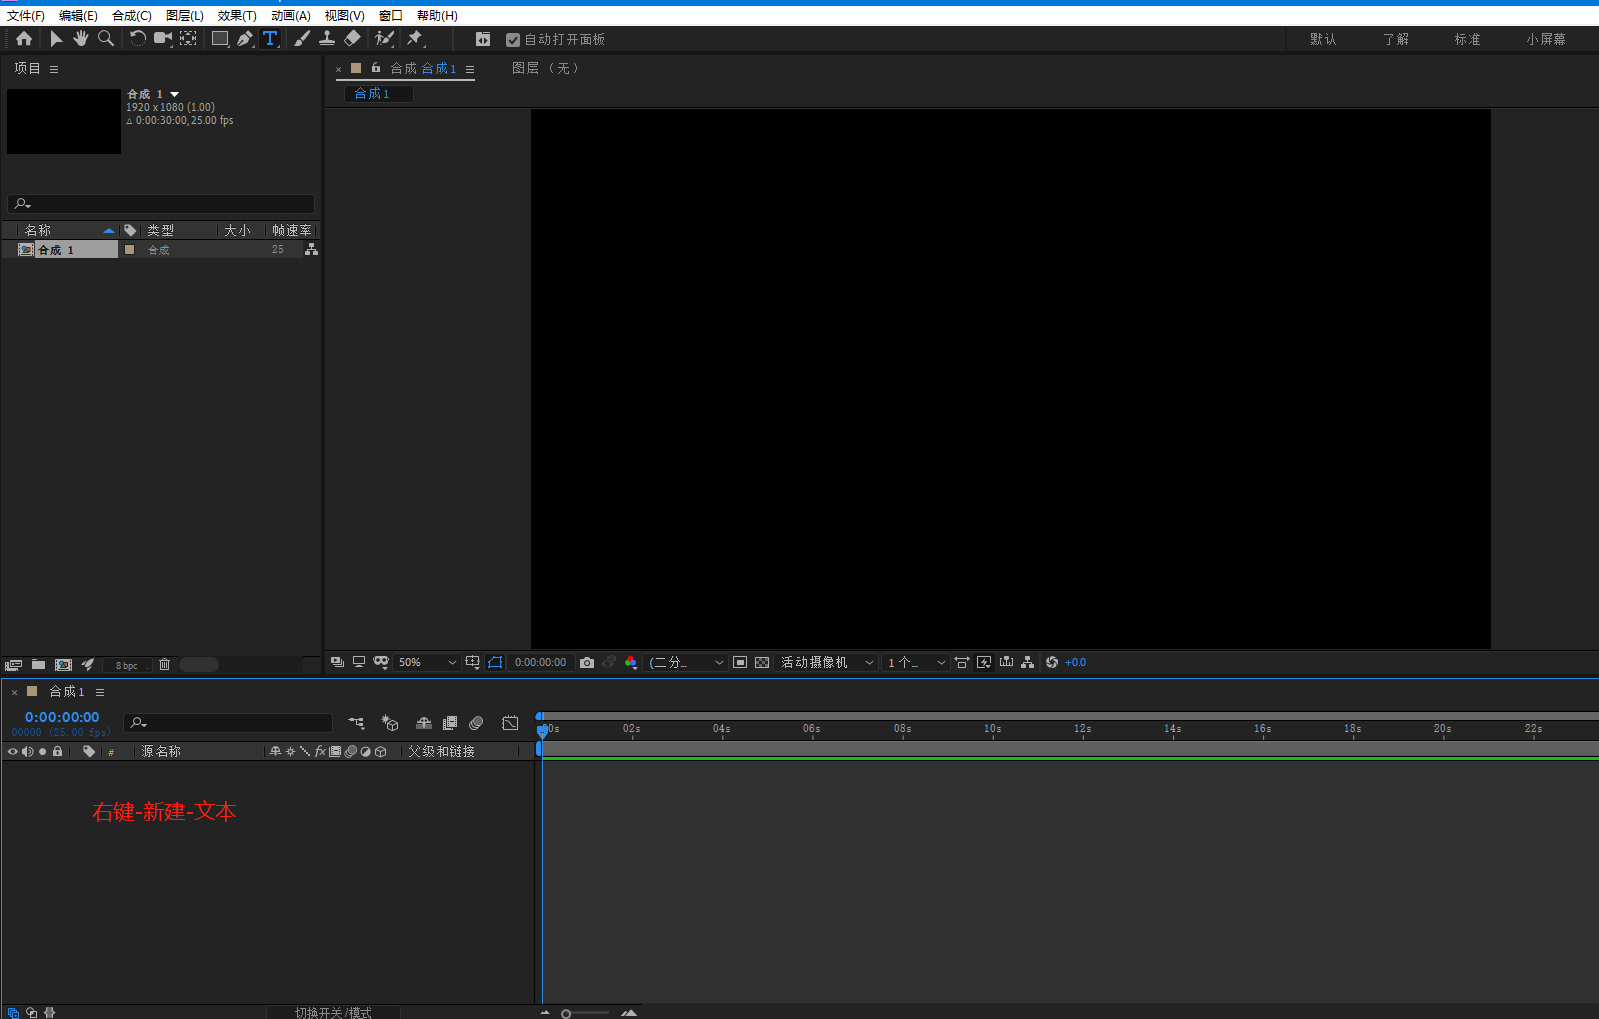 文件(F) 编辑(E) 合成(C) 图层(L) 效果(T) 动画(A) 视图(V) 窗口 帮助(H)
T 自动打开面板 默认 了解 标准 小屏幕
项目
× 合成 合成 1 图层 （无）
合成 1
合成 1
1920 x 1080 (1.00)
△ 0:00:30:00, 25.00 fps
名称 类型 大小 帧速率
合成 1 合成 25
8 bpc
50% 0:00:00:00 (二分... 活动摄像机 1 个... +0.0
× 合成 1
0:00:00:00
00000 (25.00 fps)
00s 02s 04s 06s 08s 10s 12s 14s 16s 18s 20s 22s
# 源名称 fx 父级和链接
右键-新建-文本
切换开关/模式